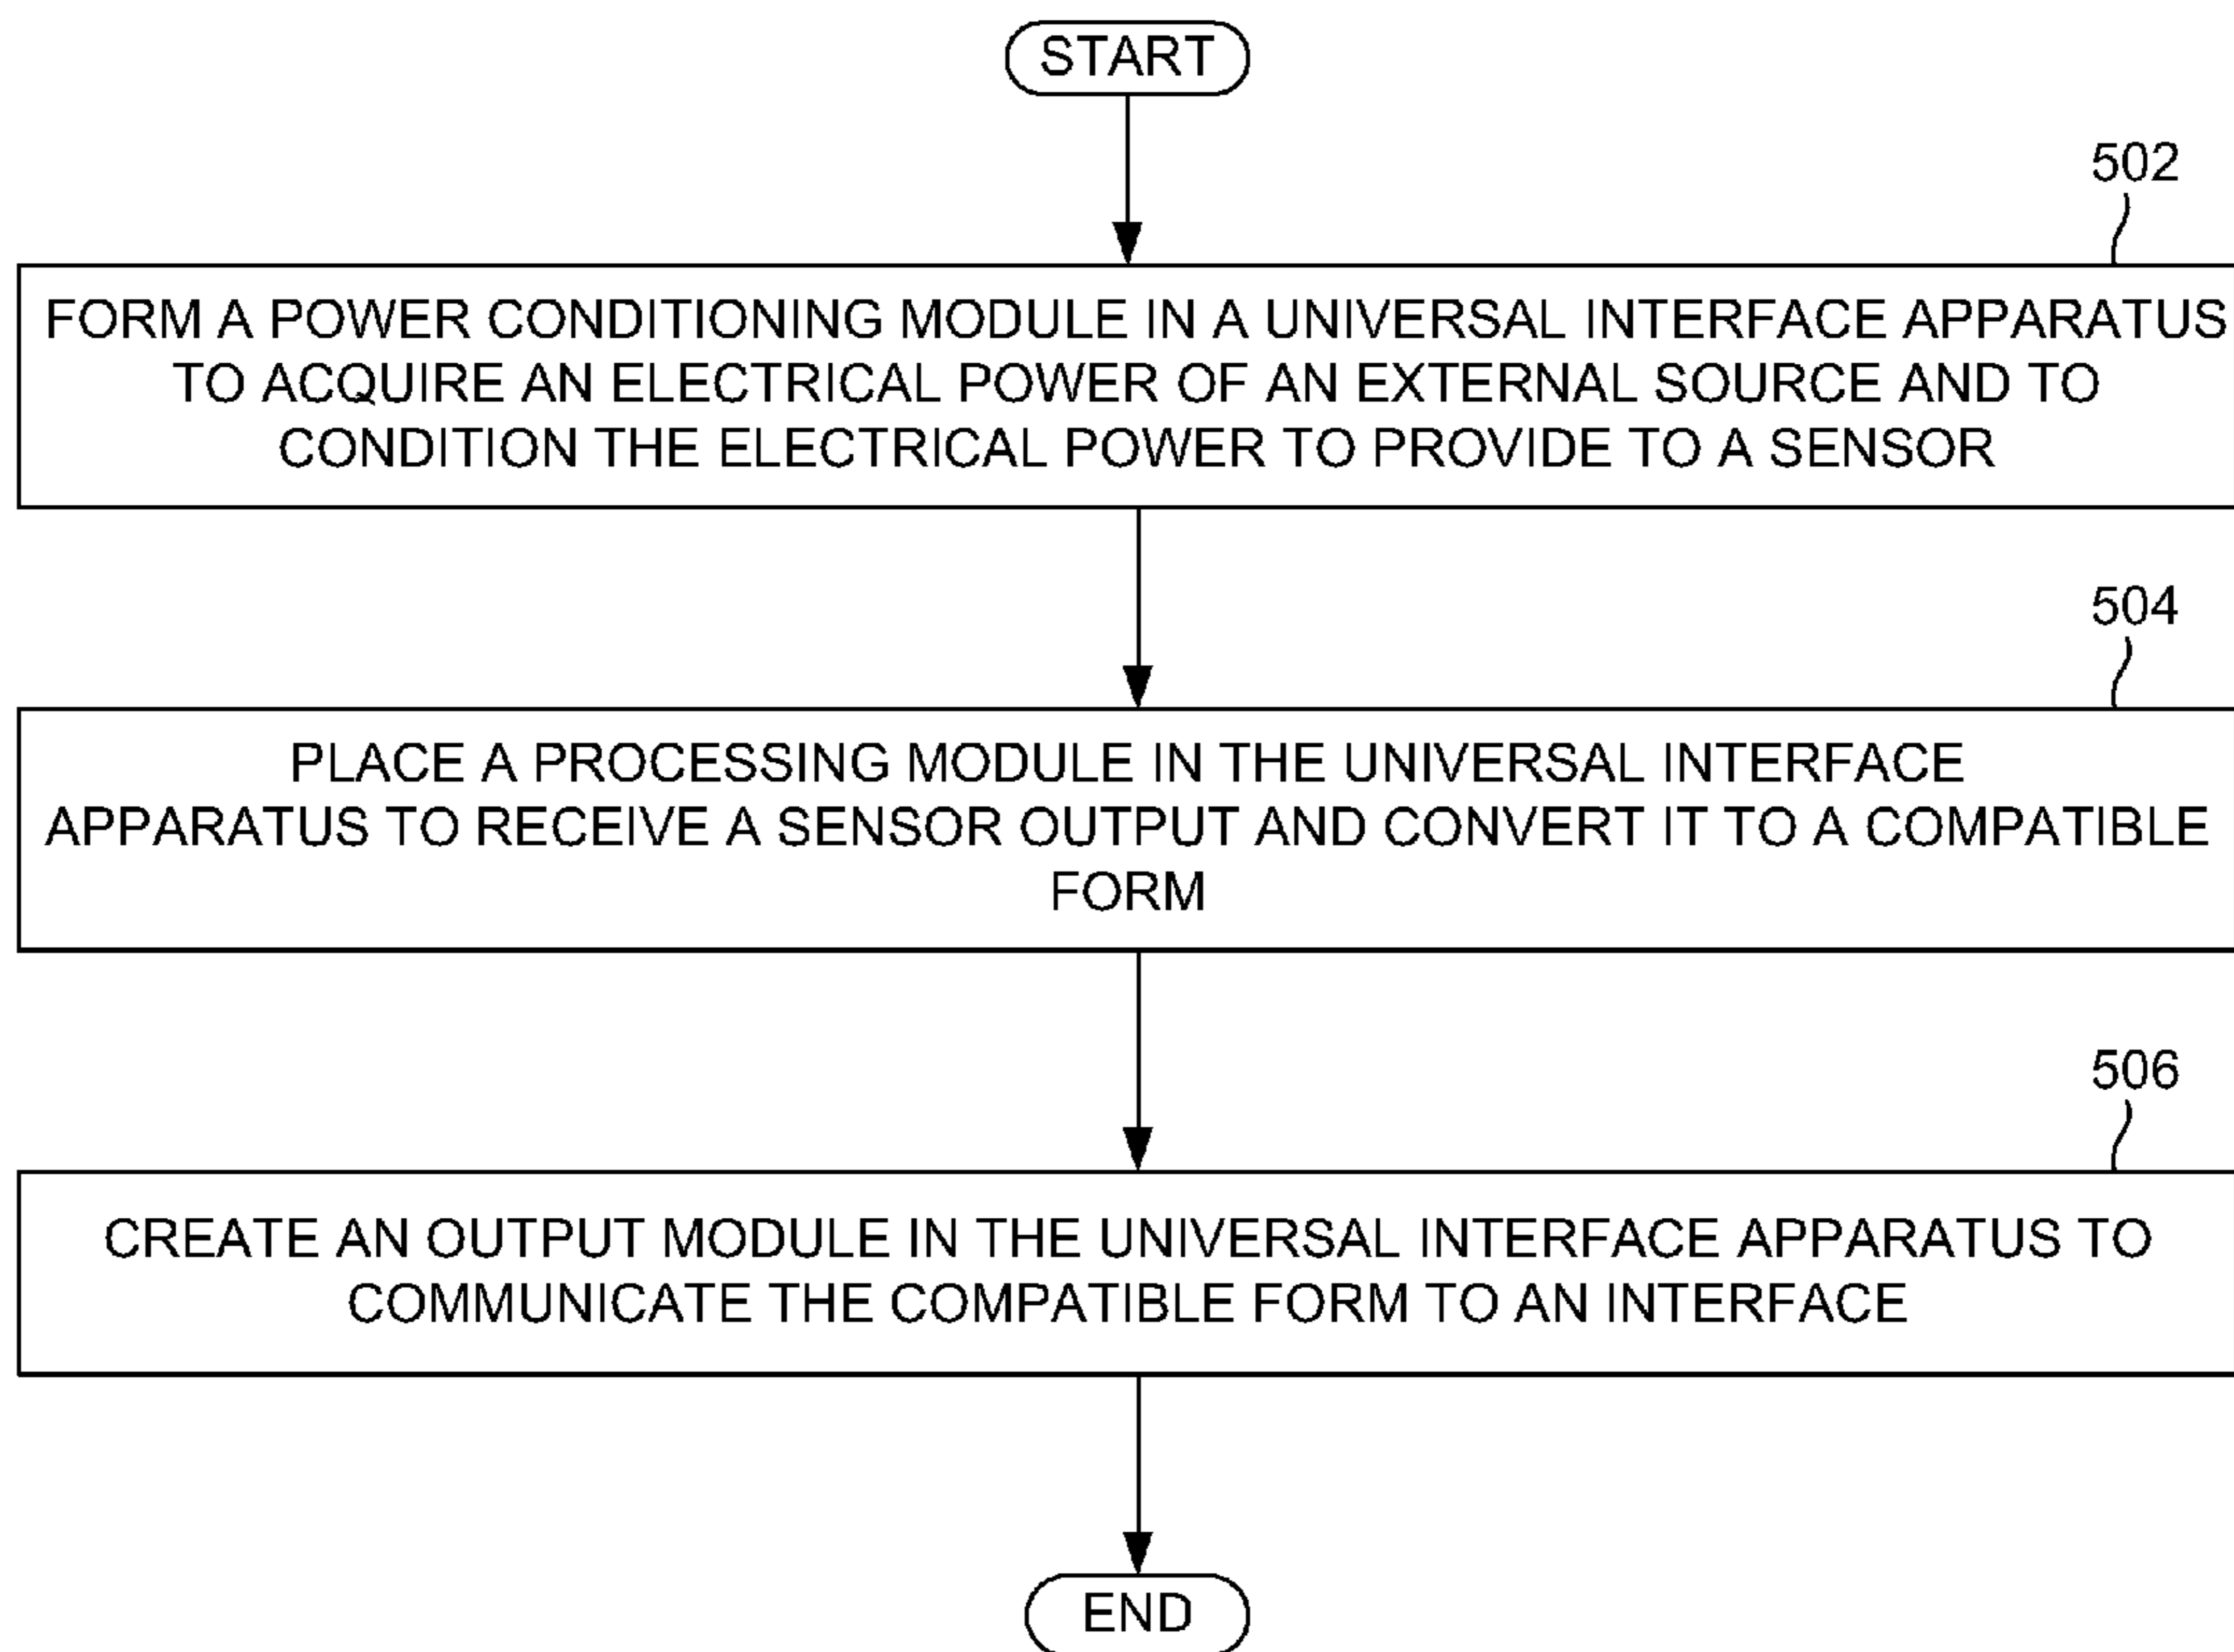 START
502
FORM A POWER CONDITIONING MODULE IN A UNIVERSAL INTERFACE APPARATUS
TO ACQUIRE AN ELECTRICAL POWER OF AN EXTERNAL SOURCE AND TO
CONDITION THE ELECTRICAL POWER TO PROVIDE TO A SENSOR
504
PLACE A PROCESSING MODULE IN THE UNIVERSAL INTERFACE
APPARATUS TO RECEIVE A SENSOR OUTPUT AND CONVERT IT TO A COMPATIBLE
FORM
506
CREATE AN OUTPUT MODULE IN THE UNIVERSAL INTERFACE APPARATUS TO
COMMUNICATE THE COMPATIBLE FORM TO AN INTERFACE
END